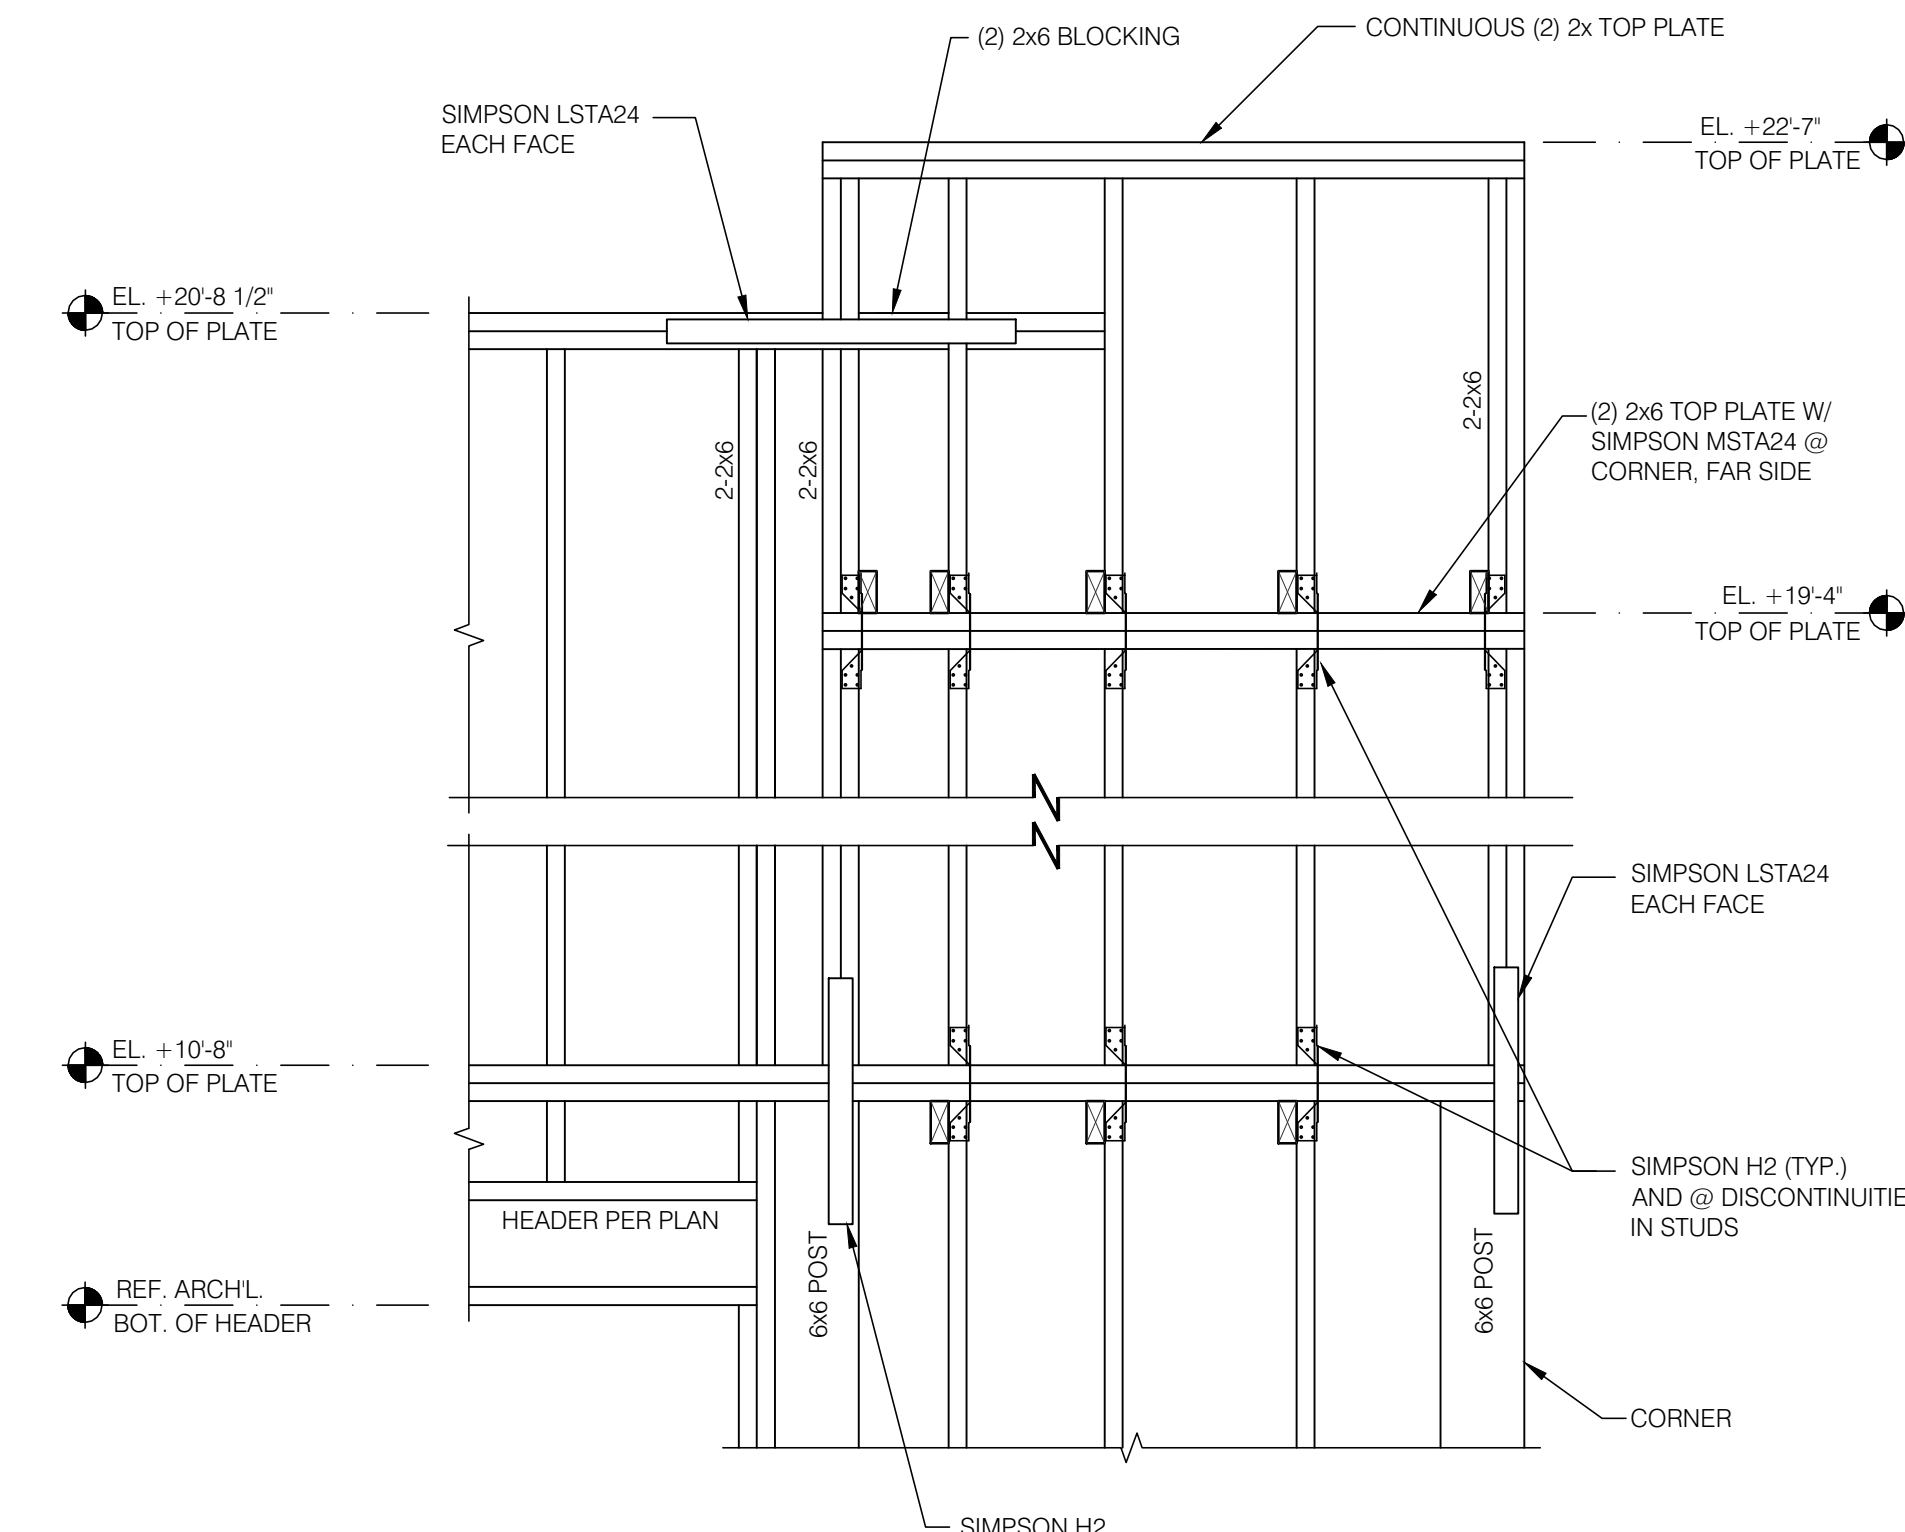 (2) 2x6 BLOCKING
CONTINUOUS (2) 2x TOP PLATE
SIMPSON LSTA24
EACH FACE
EL. +22'-7"
TOP OF PLATE
EL. +20'-8 1/2"
TOP OF PLATE
2-2x6
2-2x6
2-2x6
(2) 2x6 TOP PLATE W/
SIMPSON MSTA24 @
CORNER, FAR SIDE
EL. +19'-4"
TOP OF PLATE
SIMPSON LSTA24
EACH FACE
EL. +10'-8"
TOP OF PLATE
SIMPSON H2 (TYP.)
AND @ DISCONTINUITIE
IN STUDS
HEADER PER PLAN
6x6 POST
6x6 POST
REF. ARCH'L.
BOT. OF HEADER
CORNER
SIMPSON H2